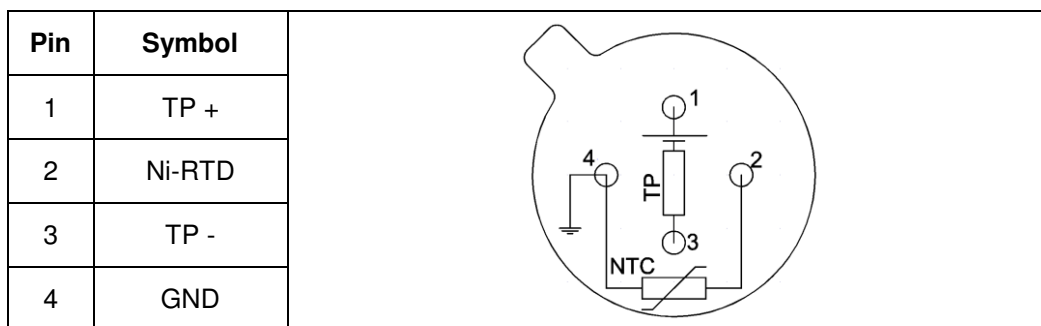 Pin Symbol
1 TP +
2 Ni-RTD
3 TP -
4 GND
1
4
2
TP
3
NTC